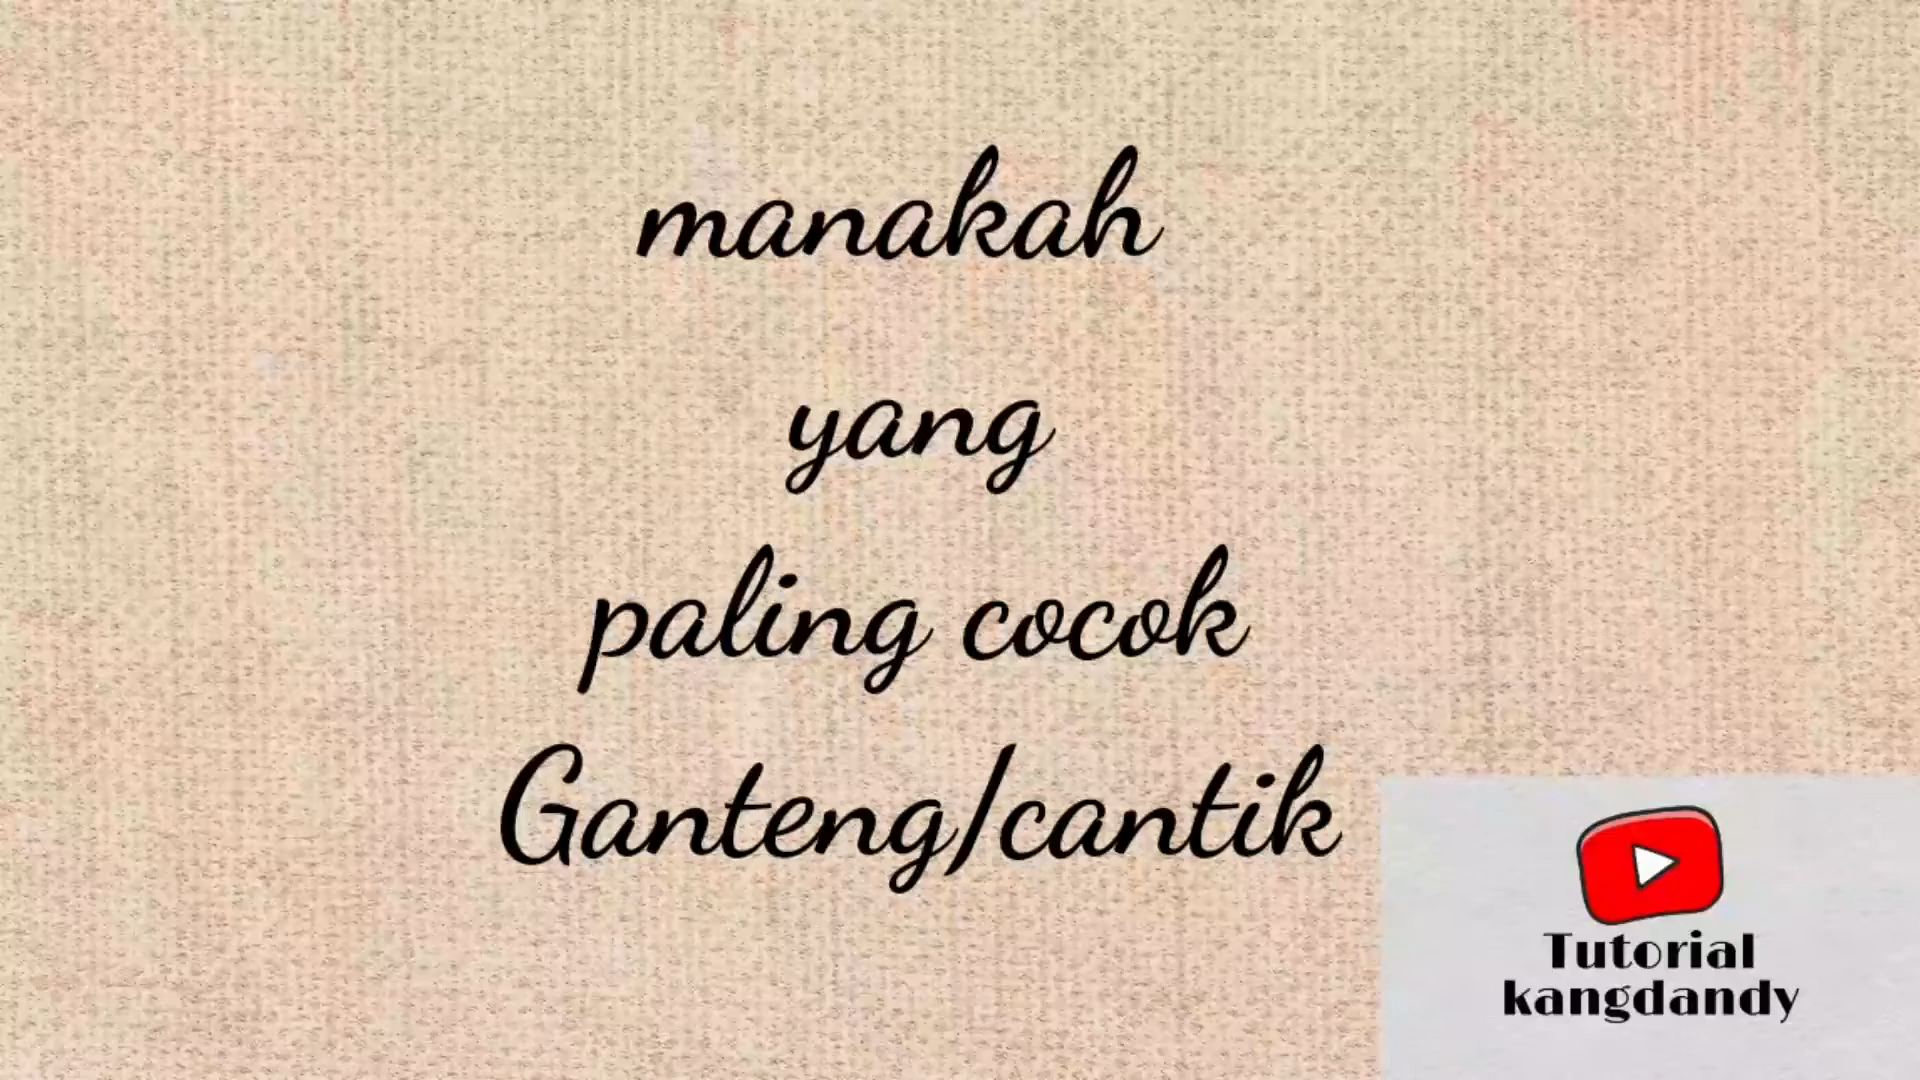 manakah
yang
paling cocok
Ganteng/cantik
Tutorial
kangdandy